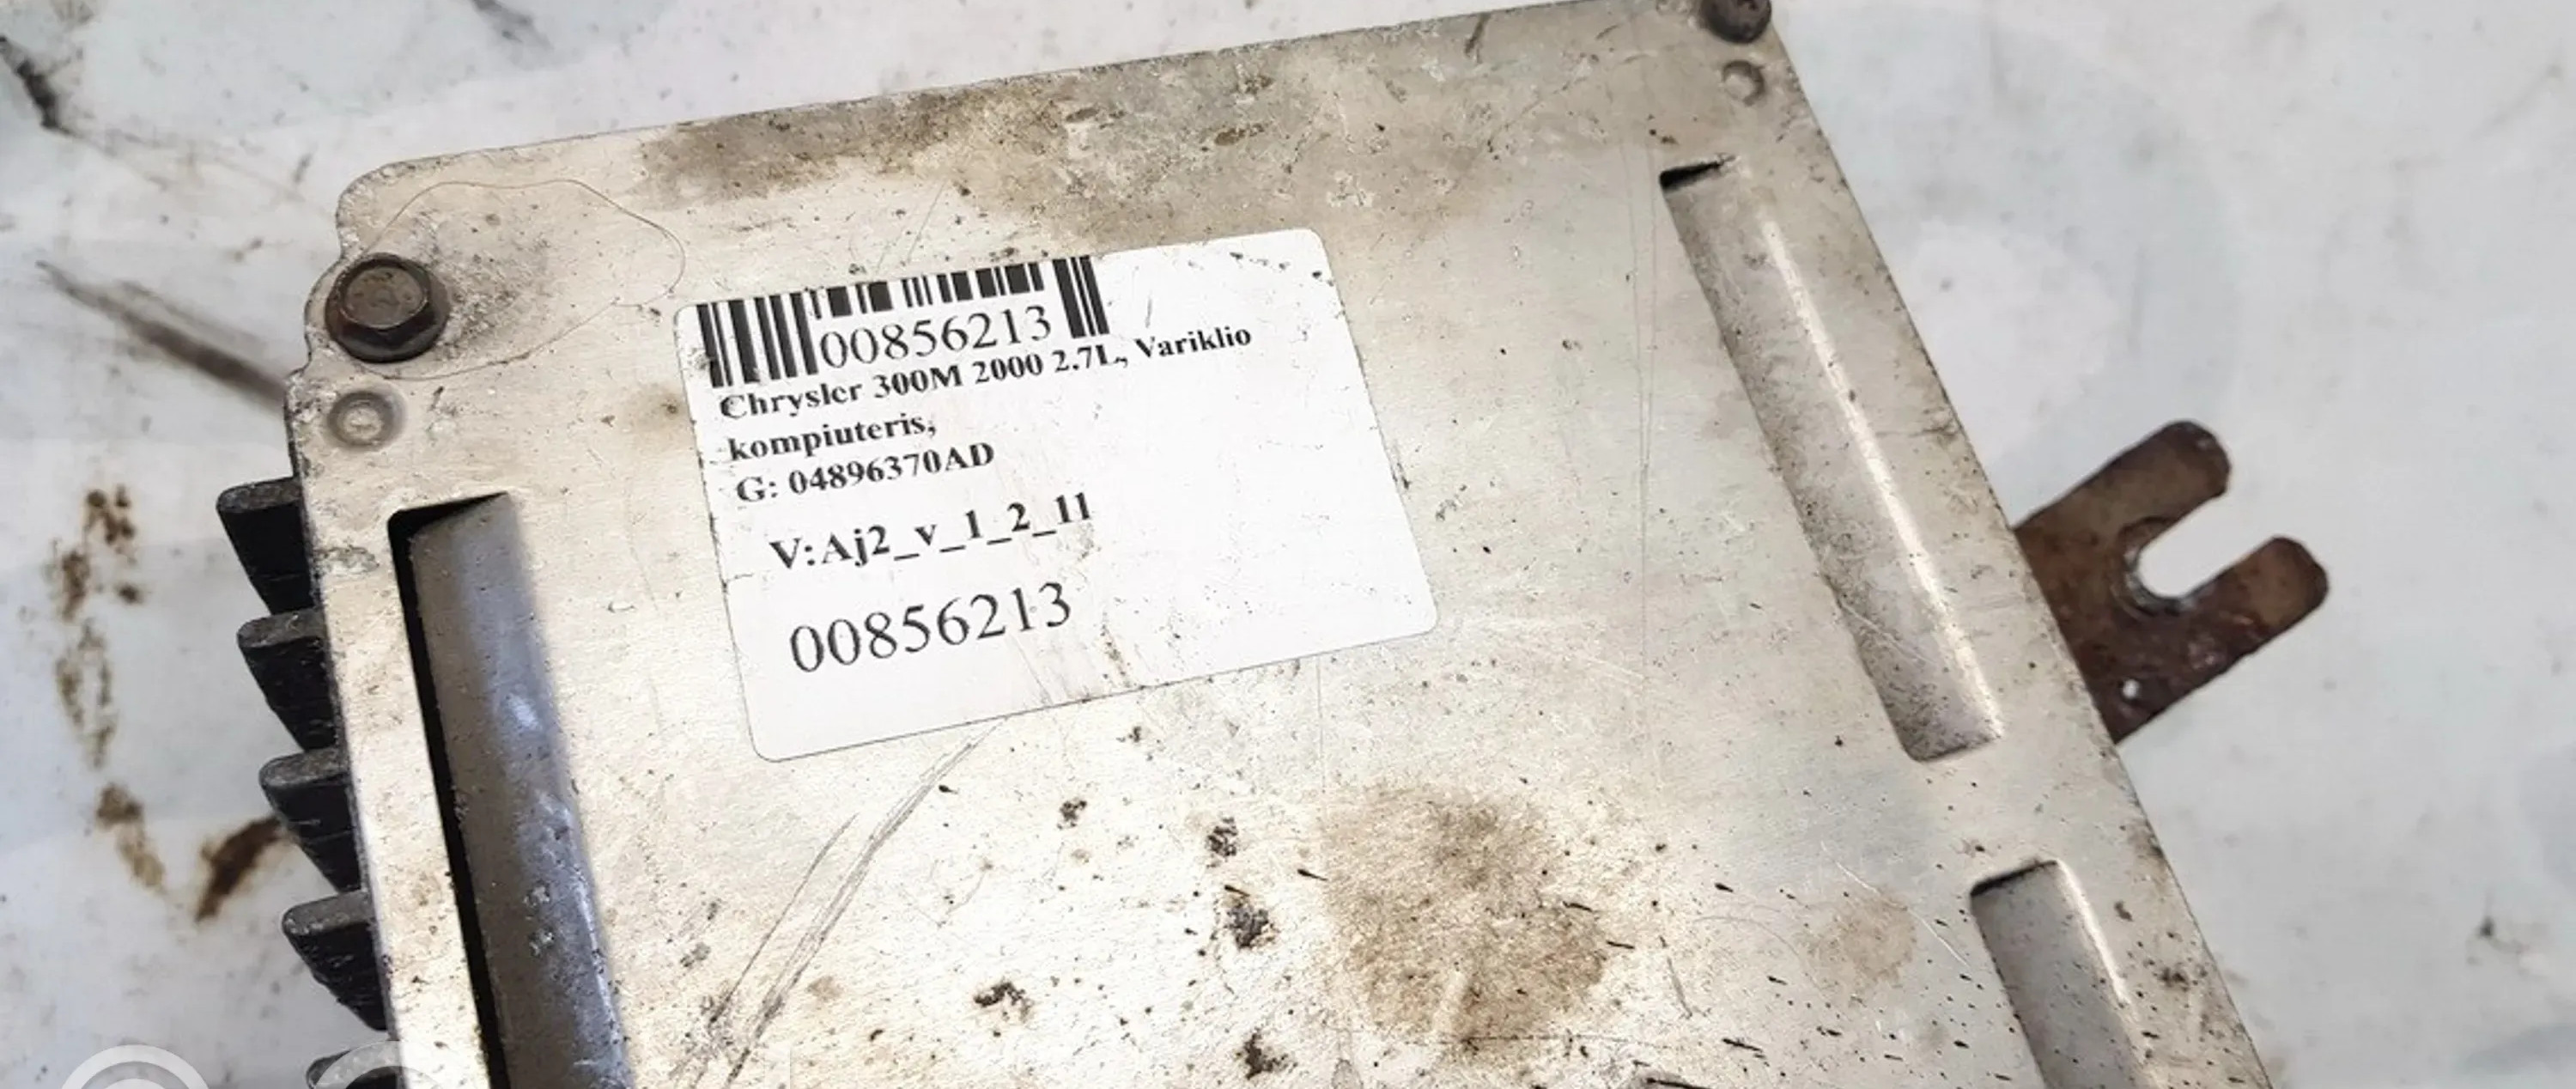 00856213
Chrysler 300M 2000 2.7L, Variklio
kompiuteris,
G: 04896370AD
V:Aj2_v_1_2_11
00856213